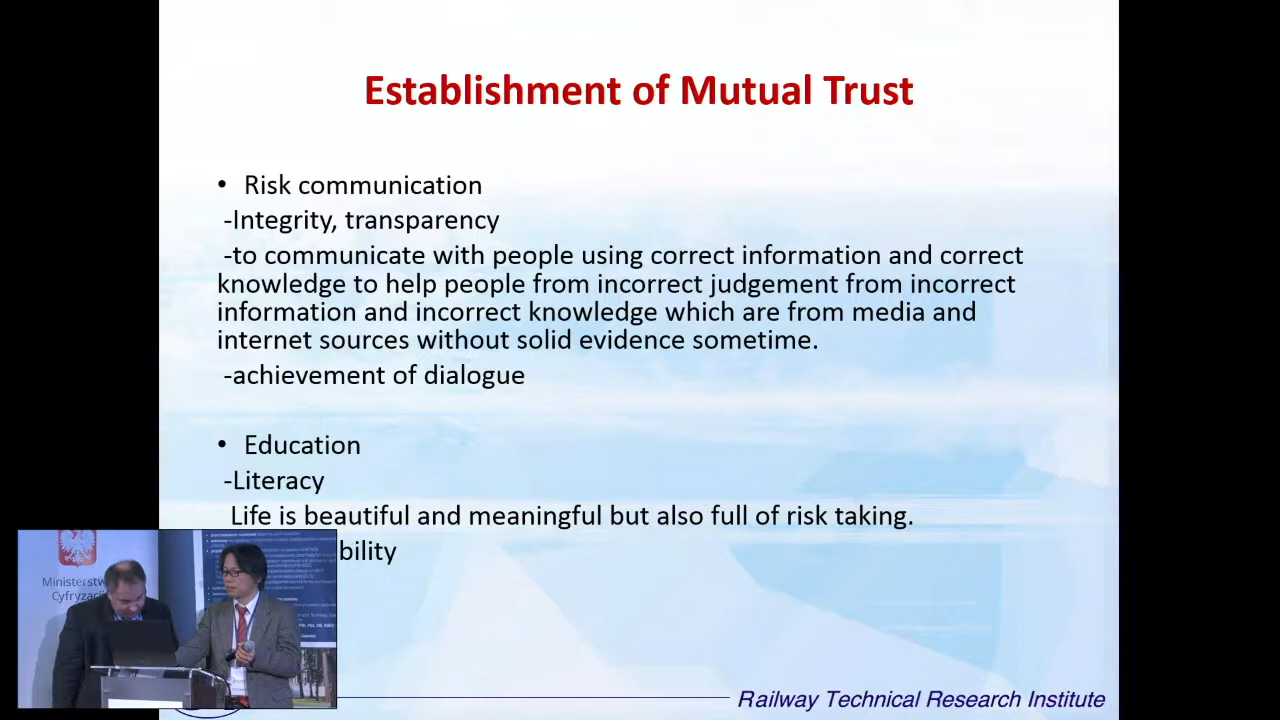 Establishment of Mutual Trust
• Risk communication
-Integrity, transparency
-to communicate with people using correct information and correct
knowledge to help people from incorrect judgement from incorrect
information and incorrect knowledge which are from media and
internet sources without solid evidence sometime.
-achievement of dialogue
• Education
-Literacy
Life is beautiful and meaningful but also full of risk taking.
bility
Ministerstw
Cyfryzacji
Railway Technical Research Institute